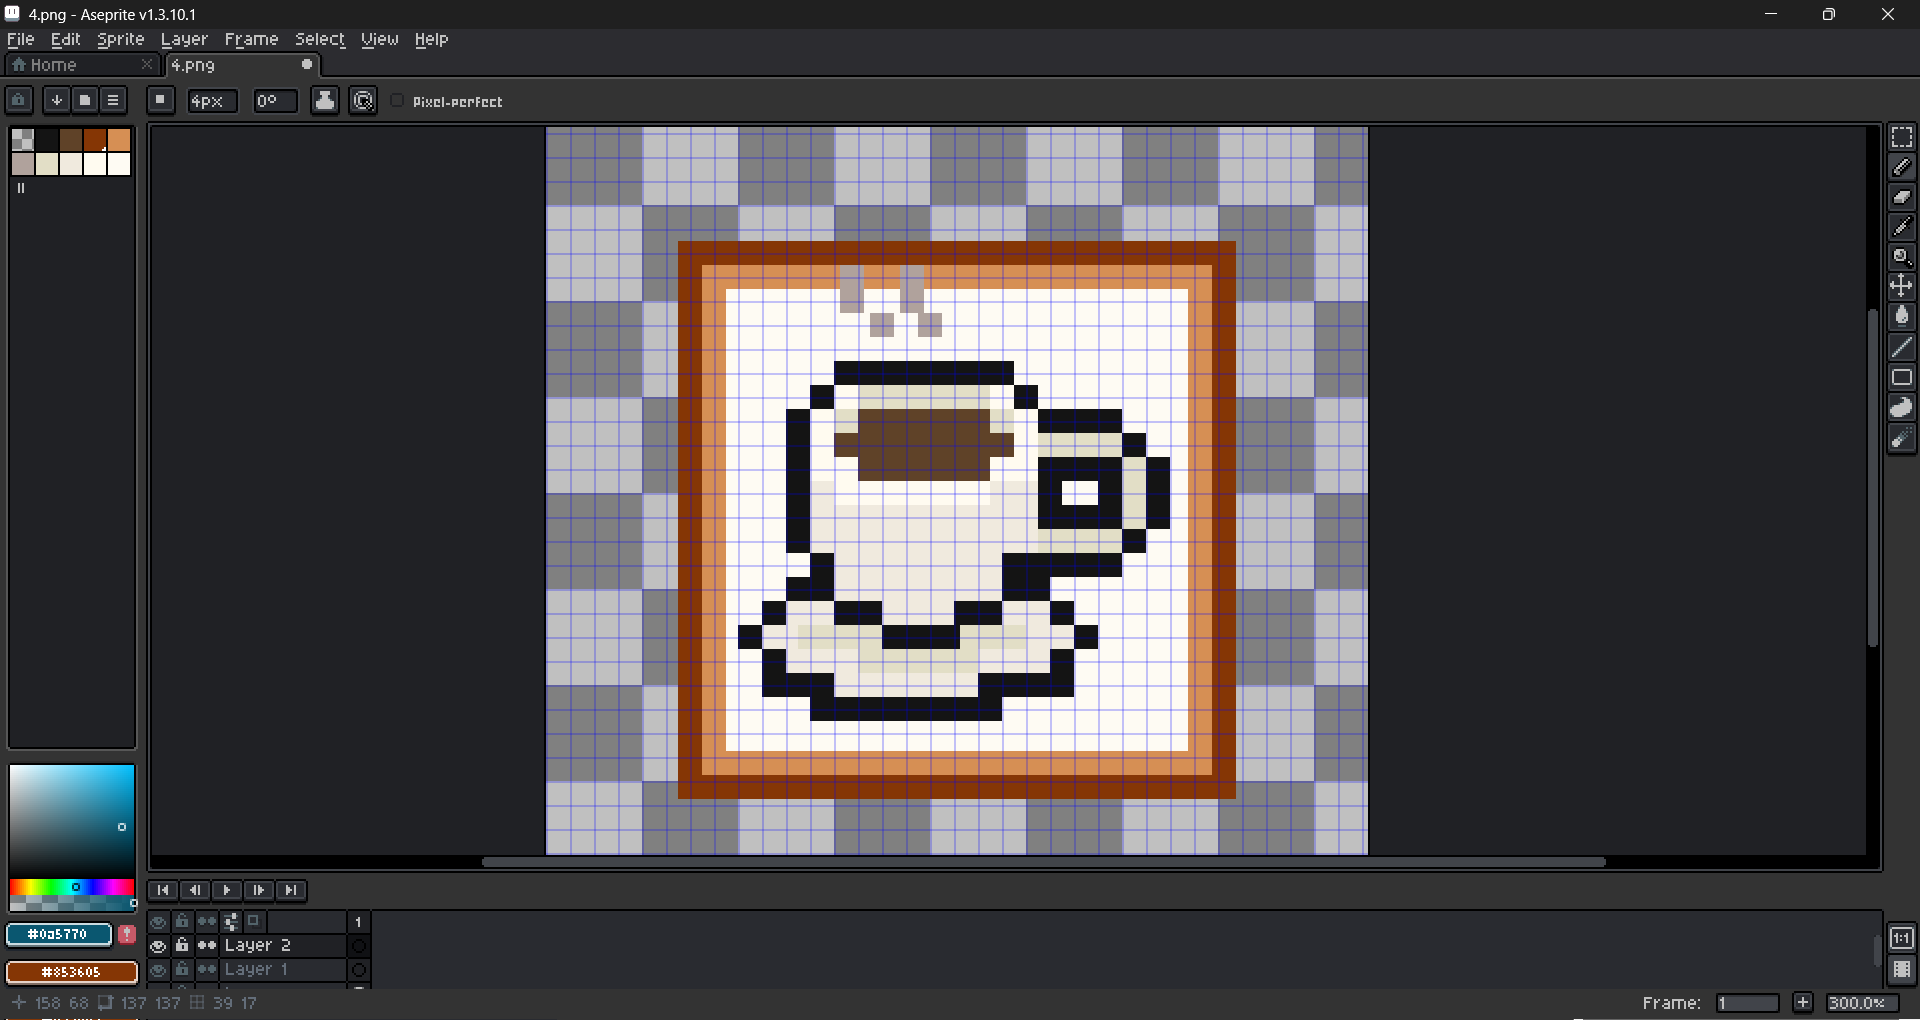 4.png - Aseprite v1.3.10.1
File Edit Sprite Layer Frame Select View Help
Home
4.png
4px 0° Pixel-perfect
1
#0a5770
Layer 2
#853605
Layer 1
158 68 137 137 39 17
Frame: 1 300.0%
1:1